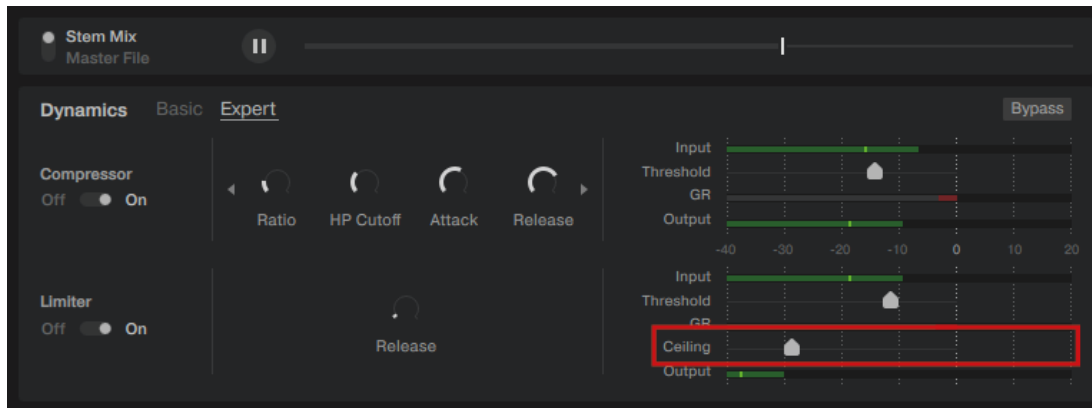 Stem Mix
Master File
Dynamics Basic Expert Bypass
Compressor
Off On
Ratio HP Cutoff Attack Release
Input
Threshold
GR
Output
-40 -30 -20 -10 0 10 20
Limiter
Off On
Release
Input
Threshold
GR
Ceiling
Output